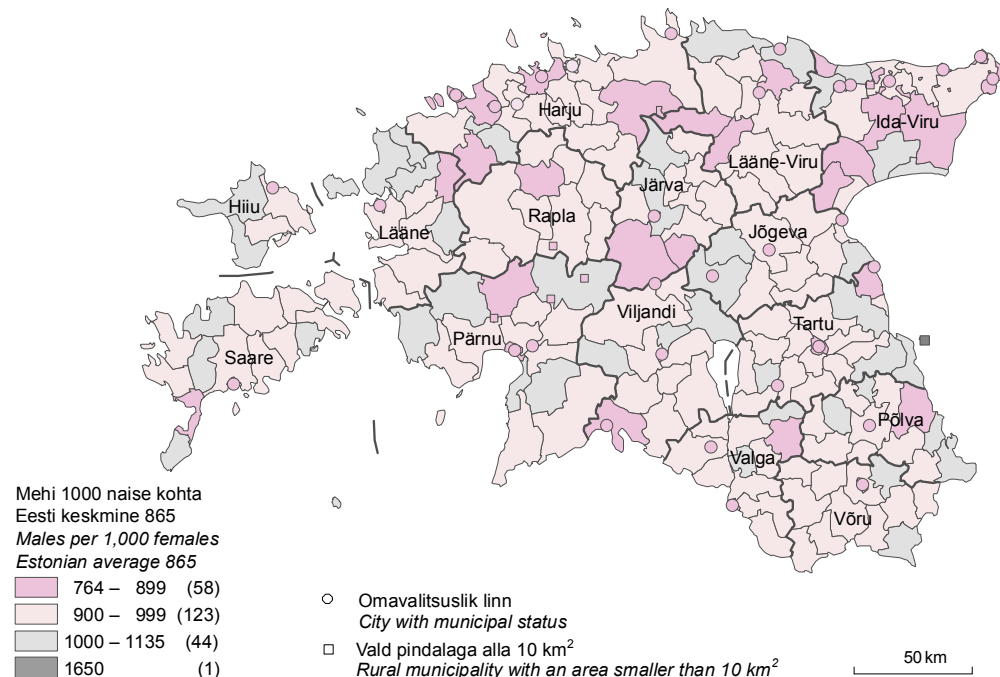 Harju
Ida-Viru
Lääne-Viru
Järva
Hiiu
Rapla
Lääne
Jõgeva
Viljandi
Tartu
Pärnu
Saare
Põlva
Valga
Võru
Mehi 1000 naise kohta
Eesti keskmine 865
Males per 1,000 females
Estonian average 865
764 – 899 (58)
900 – 999 (123)
1000 – 1135 (44)
1650 (1)
Omavalitsuslik linn
City with municipal status
Vald pindalaga alla 10 km²
Rural municipality with an area smaller than 10 km²
50 km